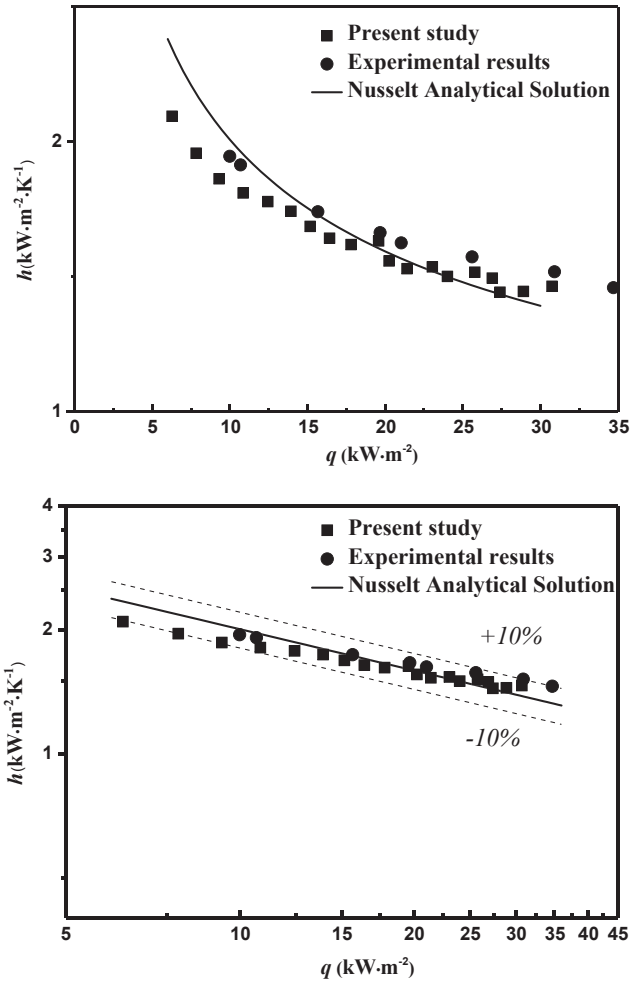 Present study
Experimental results
Nusselt Analytical Solution
2
1
h(kW·m⁻²·K⁻¹)
0 5 10 15 20 25 30 35
q (kW·m⁻²)
4
3
2
1
Present study
Experimental results
Nusselt Analytical Solution
+10%
-10%
h(kW·m⁻²·K⁻¹)
5 10 15 20 25 30 35 40 45
q (kW·m⁻²)